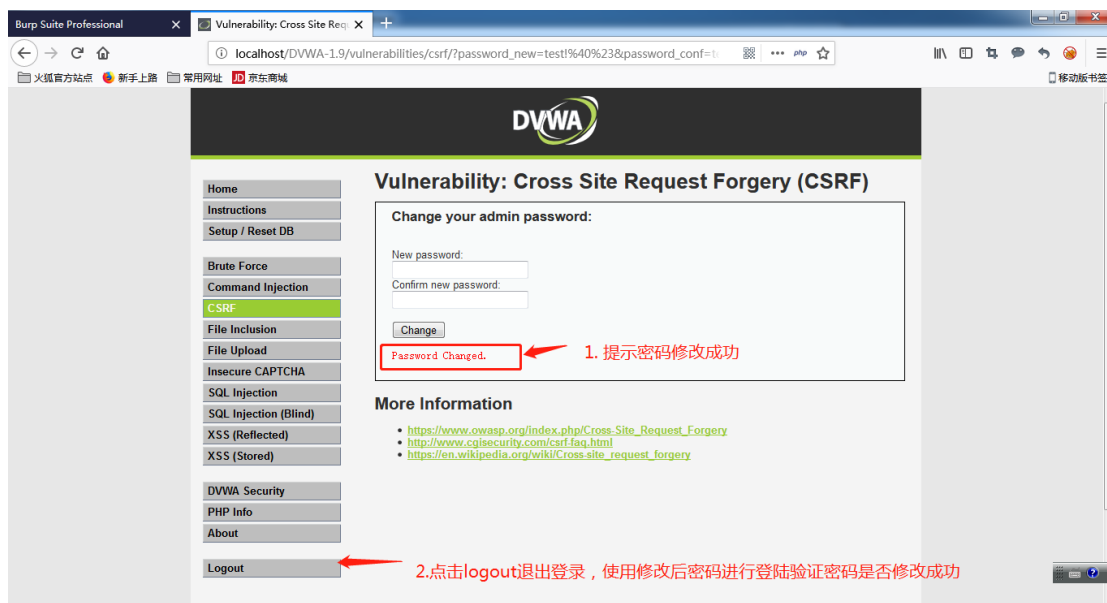 Burp Suite Professional
Vulnerability: Cross Site Req
localhost/DVWA-1.9/vulnerabilities/csrf/?password_new=test!%40%23&password_conf=t
php
火狐官方站点 新手上路 常用网址 JD 京东商城 移动版书签
DVWA
Vulnerability: Cross Site Request Forgery (CSRF)
Home
Instructions
Setup / Reset DB
Brute Force
Command Injection
CSRF
File Inclusion
File Upload
Insecure CAPTCHA
SQL Injection
SQL Injection (Blind)
XSS (Reflected)
XSS (Stored)
DVWA Security
PHP Info
About
Logout
Change your admin password:
New password:
Confirm new password:
Change
Password Changed.
1. 提示密码修改成功
More Information
https://www.owasp.org/index.php/Cross-Site_Request_Forgery
http://www.cgisecurity.com/csrf-faq.html
https://en.wikipedia.org/wiki/Cross-site_request_forgery
2.点击logout退出登录，使用修改后密码进行登陆验证密码是否修改成功